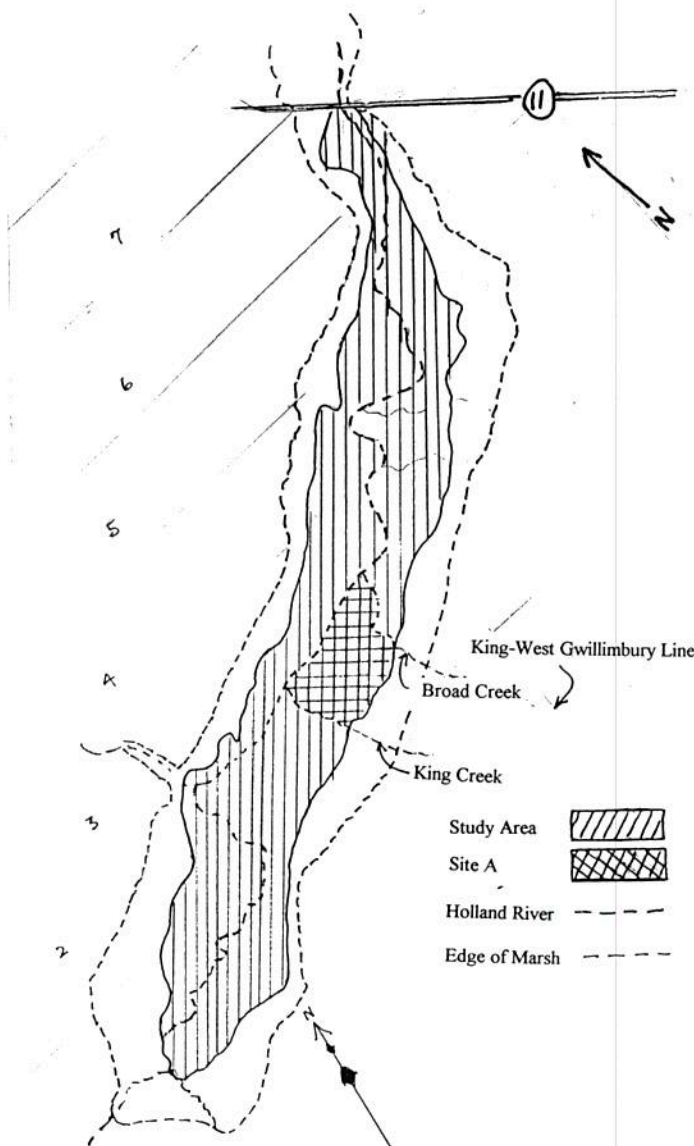 11
N
7
6
5
King-West Gwillimbury Line
Broad Creek
4
King Creek
3
Study Area
Site A
Holland River
2
Edge of Marsh
N